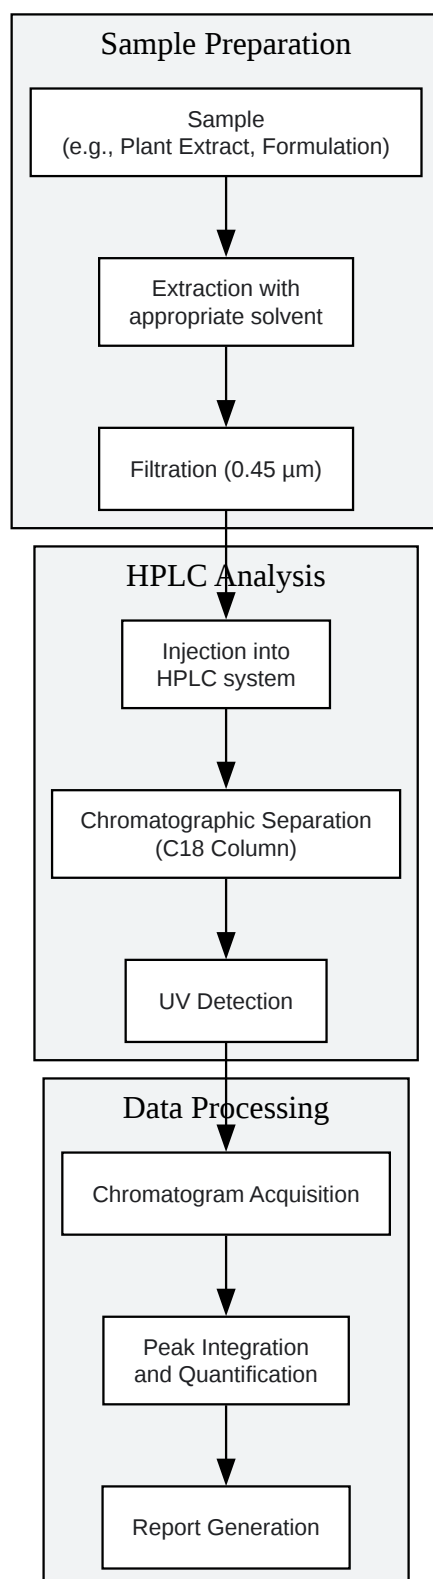 Sample Preparation
Sample
(e.g., Plant Extract, Formulation)
Extraction with
appropriate solvent
Filtration (0.45 µm)
HPLC Analysis
Injection into
HPLC system
Chromatographic Separation
(C18 Column)
UV Detection
Data Processing
Chromatogram Acquisition
Peak Integration
and Quantification
Report Generation